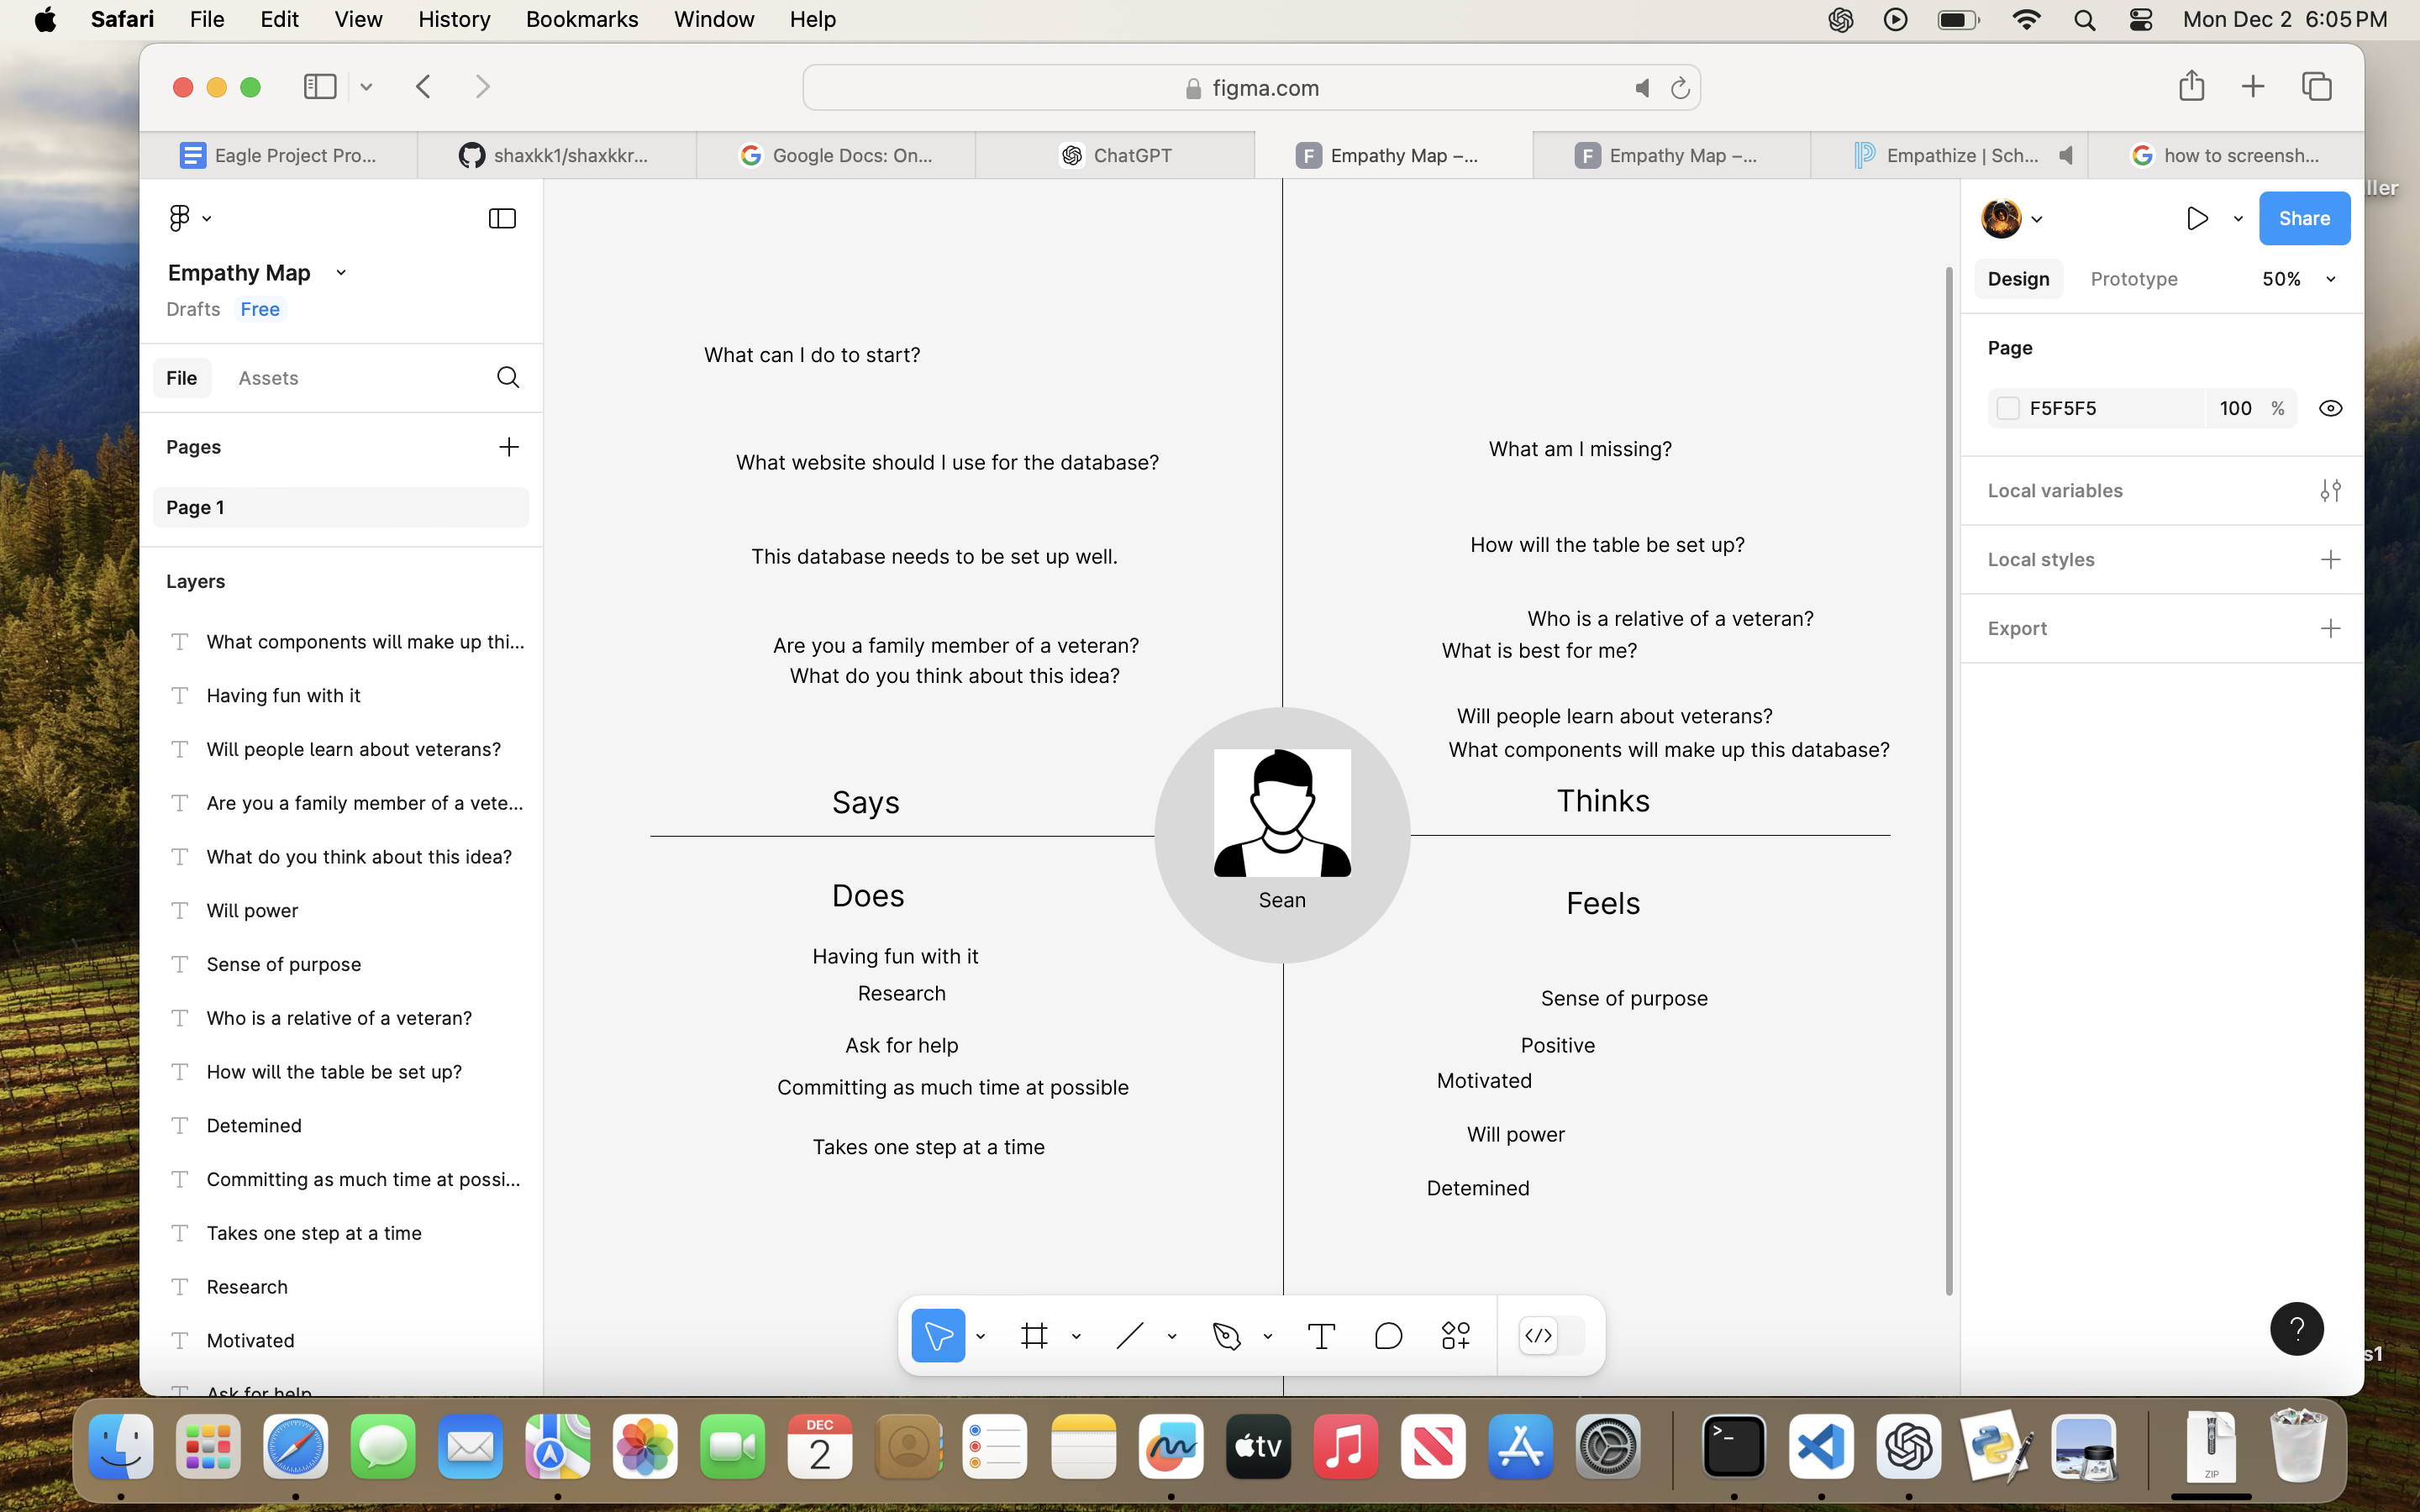 Safari File Edit View History Bookmarks Window Help Mon Dec 2 6:05 PM
figma.com
Eagle Project Pro... shaxkk1/shaxkkr... Google Docs: On... ChatGPT Empathy Map –... Empathy Map –... Empathize | Sch... how to screensh...
ller
Empathy Map
Drafts Free
File Assets
Pages
Page 1
Layers
What components will make up thi...
Having fun with it
Will people learn about veterans?
Are you a family member of a vete...
What do you think about this idea?
Will power
Sense of purpose
Who is a relative of a veteran?
How will the table be set up?
Detemined
Committing as much time at possi...
Takes one step at a time
Research
Motivated
Ask for help
What can I do to start?
What website should I use for the database?
This database needs to be set up well.
Are you a family member of a veteran?
What do you think about this idea?
Says
What am I missing?
How will the table be set up?
Who is a relative of a veteran?
What is best for me?
Will people learn about veterans?
What components will make up this database?
Thinks
Sean
Does
Having fun with it
Research
Ask for help
Committing as much time at possible
Takes one step at a time
Feels
Sense of purpose
Positive
Motivated
Will power
Detemined
Share
Design Prototype 50%
Page
F5F5F5 100 %
Local variables
Local styles
Export
?
s1
DEC
2
tv
ZIP